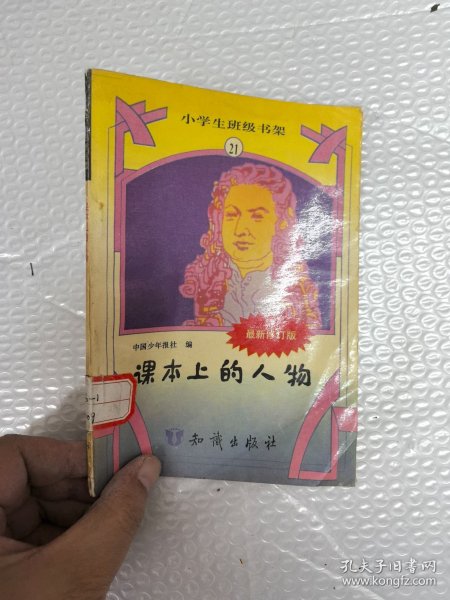 小学生班级书架
21
最新修订版
中国少年报社 编
课本上的人物
知识出版社
孔夫子旧书网
www.kongfz.com